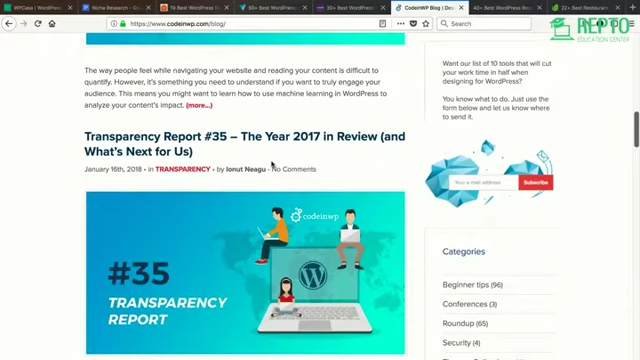 WPCasa | WordPress
Niche Research - Gro
19 Best WordPress S
50+ Best WordPress
30+ Best WordPress
CodeinWP Blog | Des
40+ Best WordPress Res
22+ Best WordPress
https://www.codeinwp.com/blog/
80%
Search
REPTO
EDUCATION CENTER
The way people feel while navigating your website and reading your content is difficult to
quantify. However, it's something you need to understand if you want to truly engage your
audience. This means you might want to learn how to use machine learning in WordPress to
analyze your content's impact. (more...)
Transparency Report #35 – The Year 2017 in Review (and
What's Next for Us)
January 16th, 2018 • in TRANSPARENCY • by Ionut Neagu - No Comments
codeinwp
#35
TRANSPARENCY
REPORT
Want our list of 10 tools that will
cut your work time in half when
designing for WordPress?
You know what to do. Just use the
form below and let us know where
to send it.
Your e mail address
Subscribe
Categories
Beginner tips (96)
Conferences (3)
Roundup (65)
Security (4)